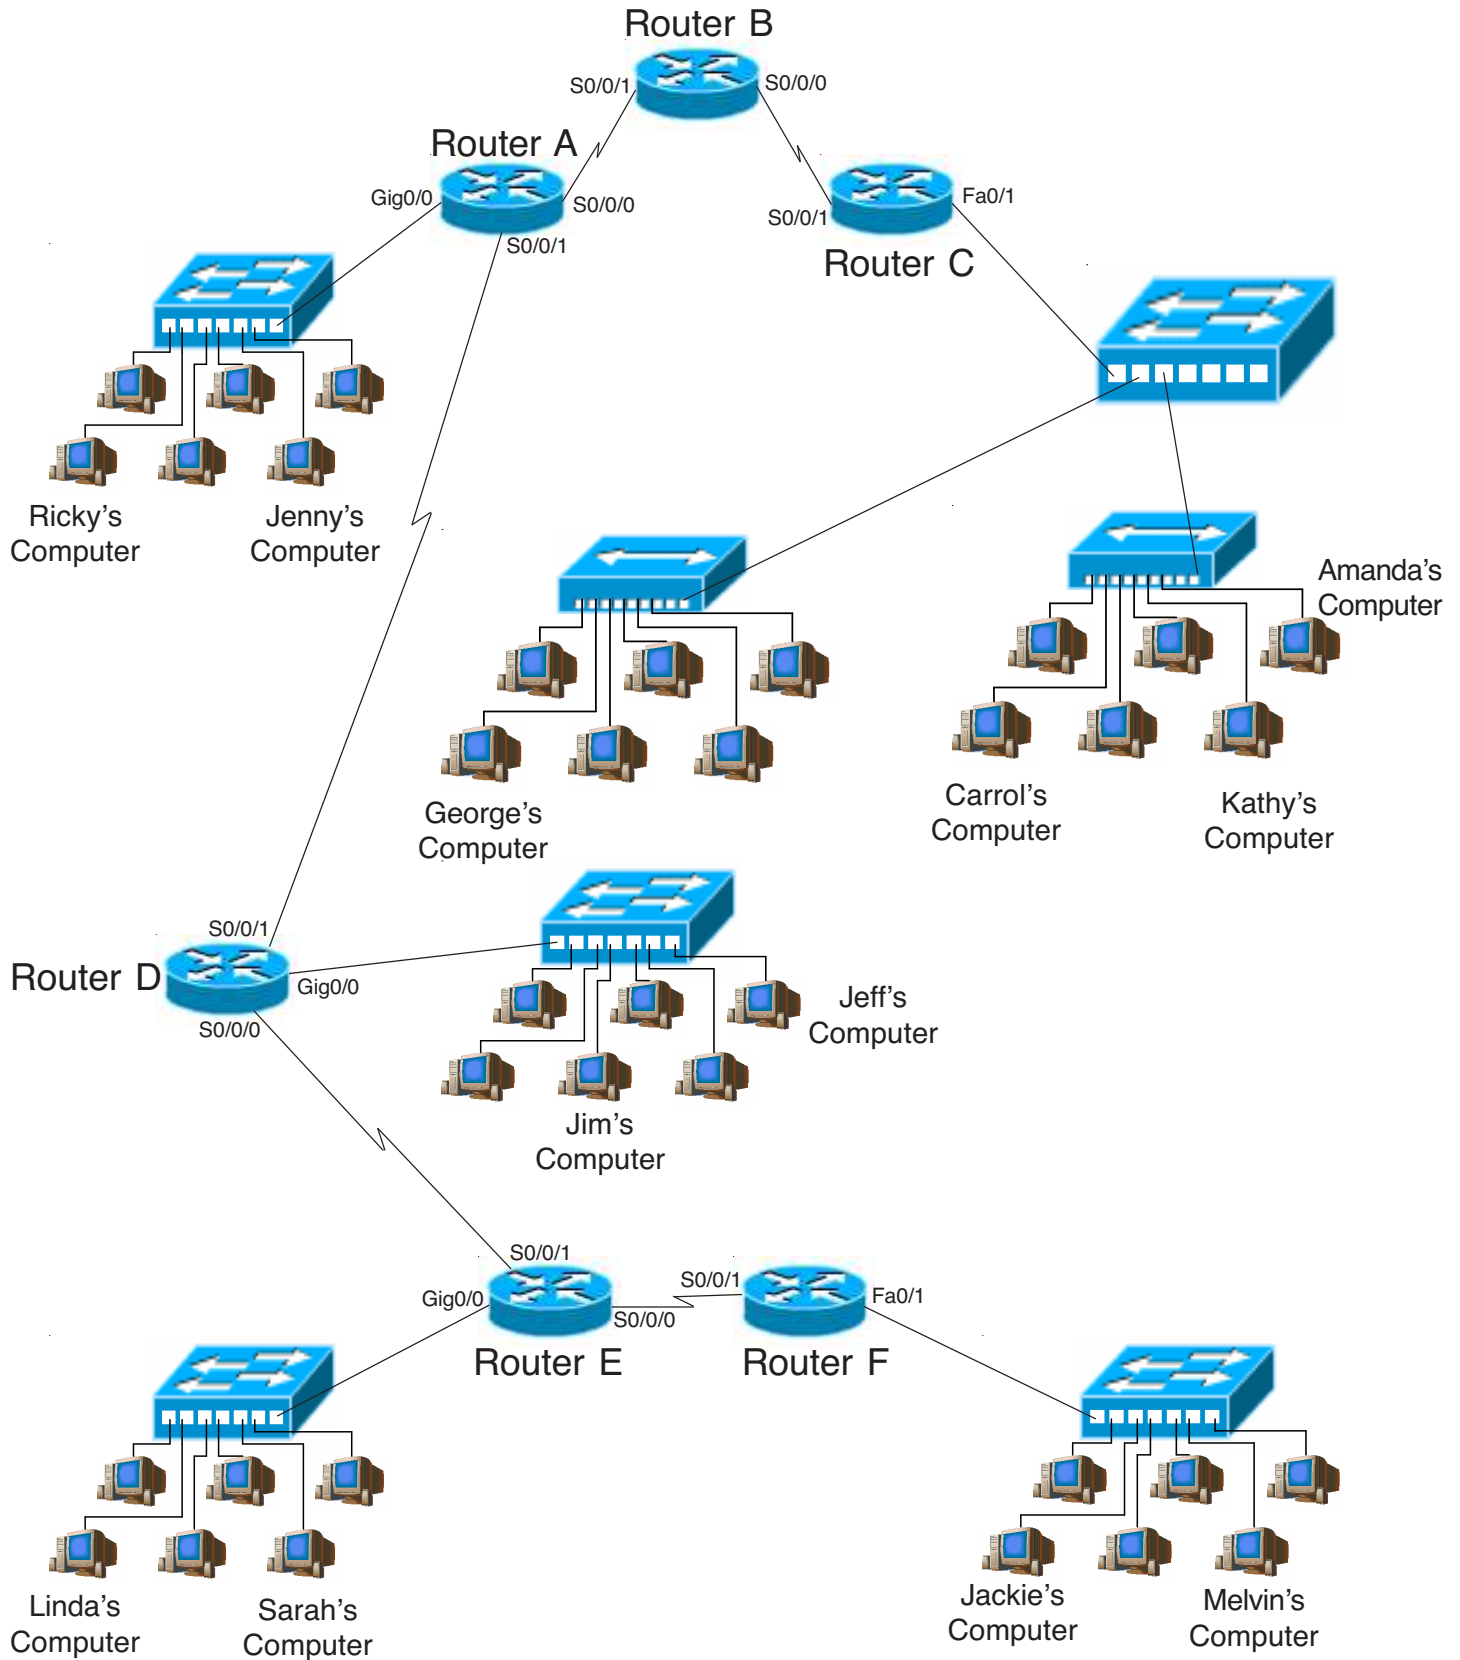 Router B
S0/0/1
S0/0/0
Router A
Gig0/0
S0/0/0
S0/0/1
Fa0/1
S0/0/1
Router C
Ricky's
Computer
Jenny's
Computer
Amanda's
Computer
George's
Computer
Carrol's
Computer
Kathy's
Computer
S0/0/1
Router D
Gig0/0
S0/0/0
Jeff's
Computer
Jim's
Computer
S0/0/1
Gig0/0
S0/0/0
Router E
S0/0/1
Fa0/1
Router F
Linda's
Computer
Sarah's
Computer
Jackie's
Computer
Melvin's
Computer